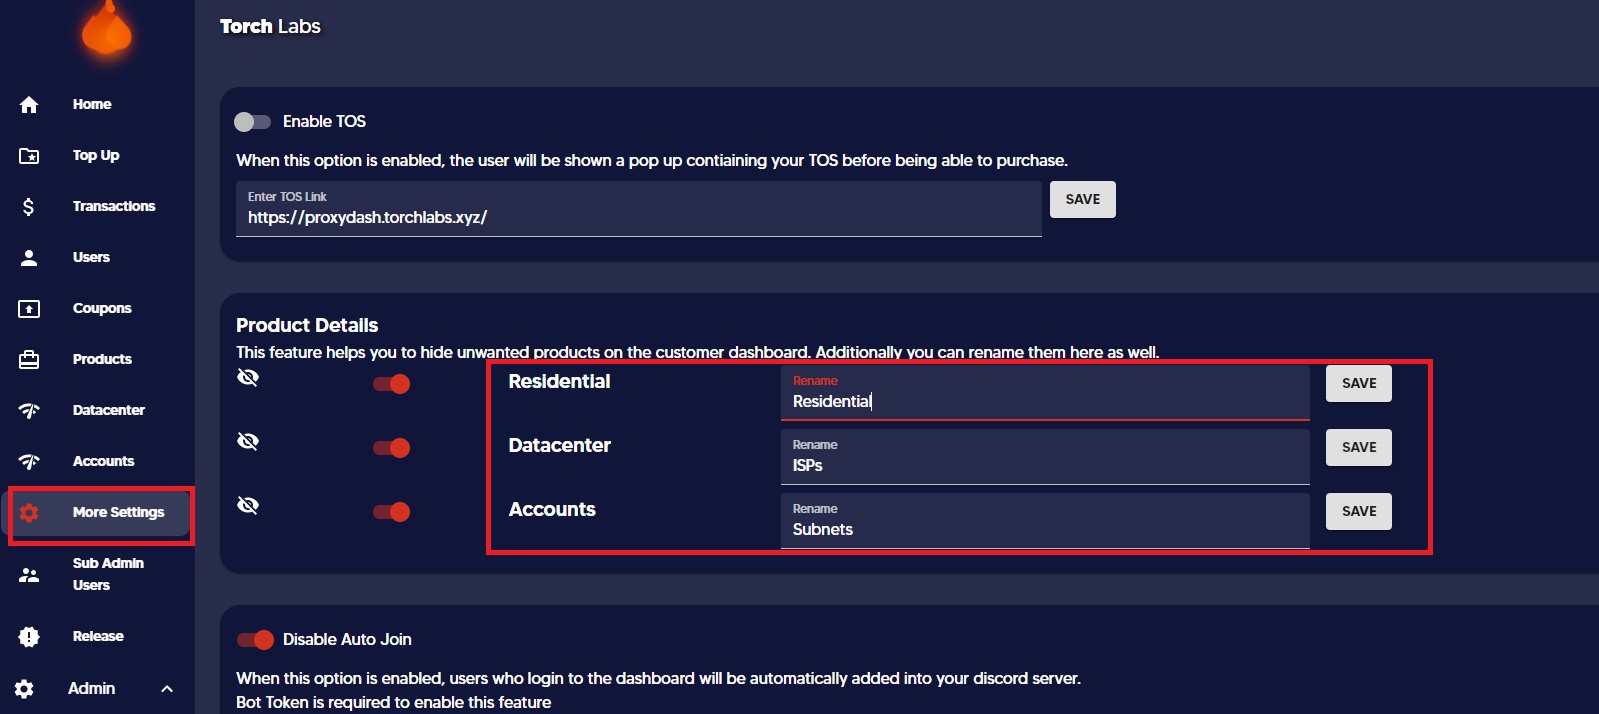 Torch Labs
Home
Top Up
Transactions
Users
Coupons
Products
Datacenter
Accounts
More Settings
Sub Admin
Users
Release
Admin
Enable TOS
When this option is enabled, the user will be shown a pop up contiaining your TOS before being able to purchase.
Enter TOS Link
https://proxydash.torchlabs.xyz/
SAVE
Product Details
This feature helps you to hide unwanted products on the customer dashboard. Additionally you can rename them here as well.
Residential
Rename
Residential
SAVE
Datacenter
Rename
ISPs
SAVE
Accounts
Rename
Subnets
SAVE
Disable Auto Join
When this option is enabled, users who login to the dashboard will be automatically added into your discord server.
Bot Token is required to enable this feature